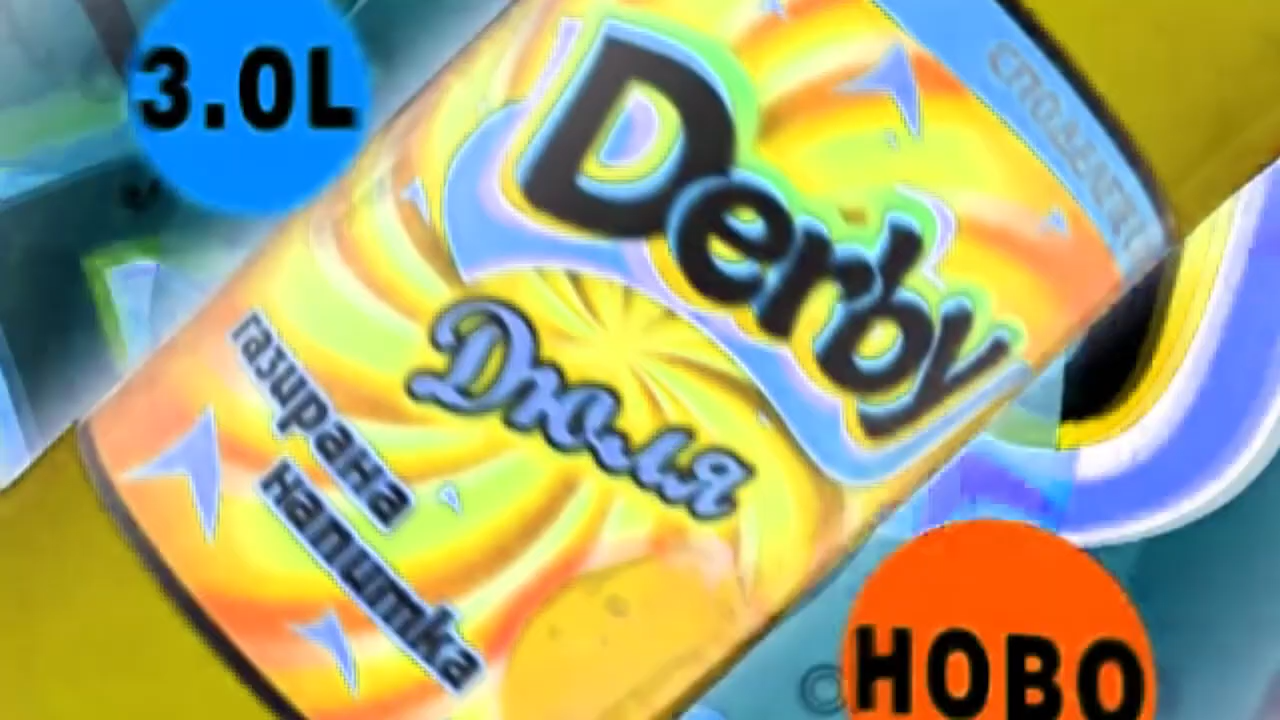 3.0L
Derby
Дюля
газирана
напитка
НОВО